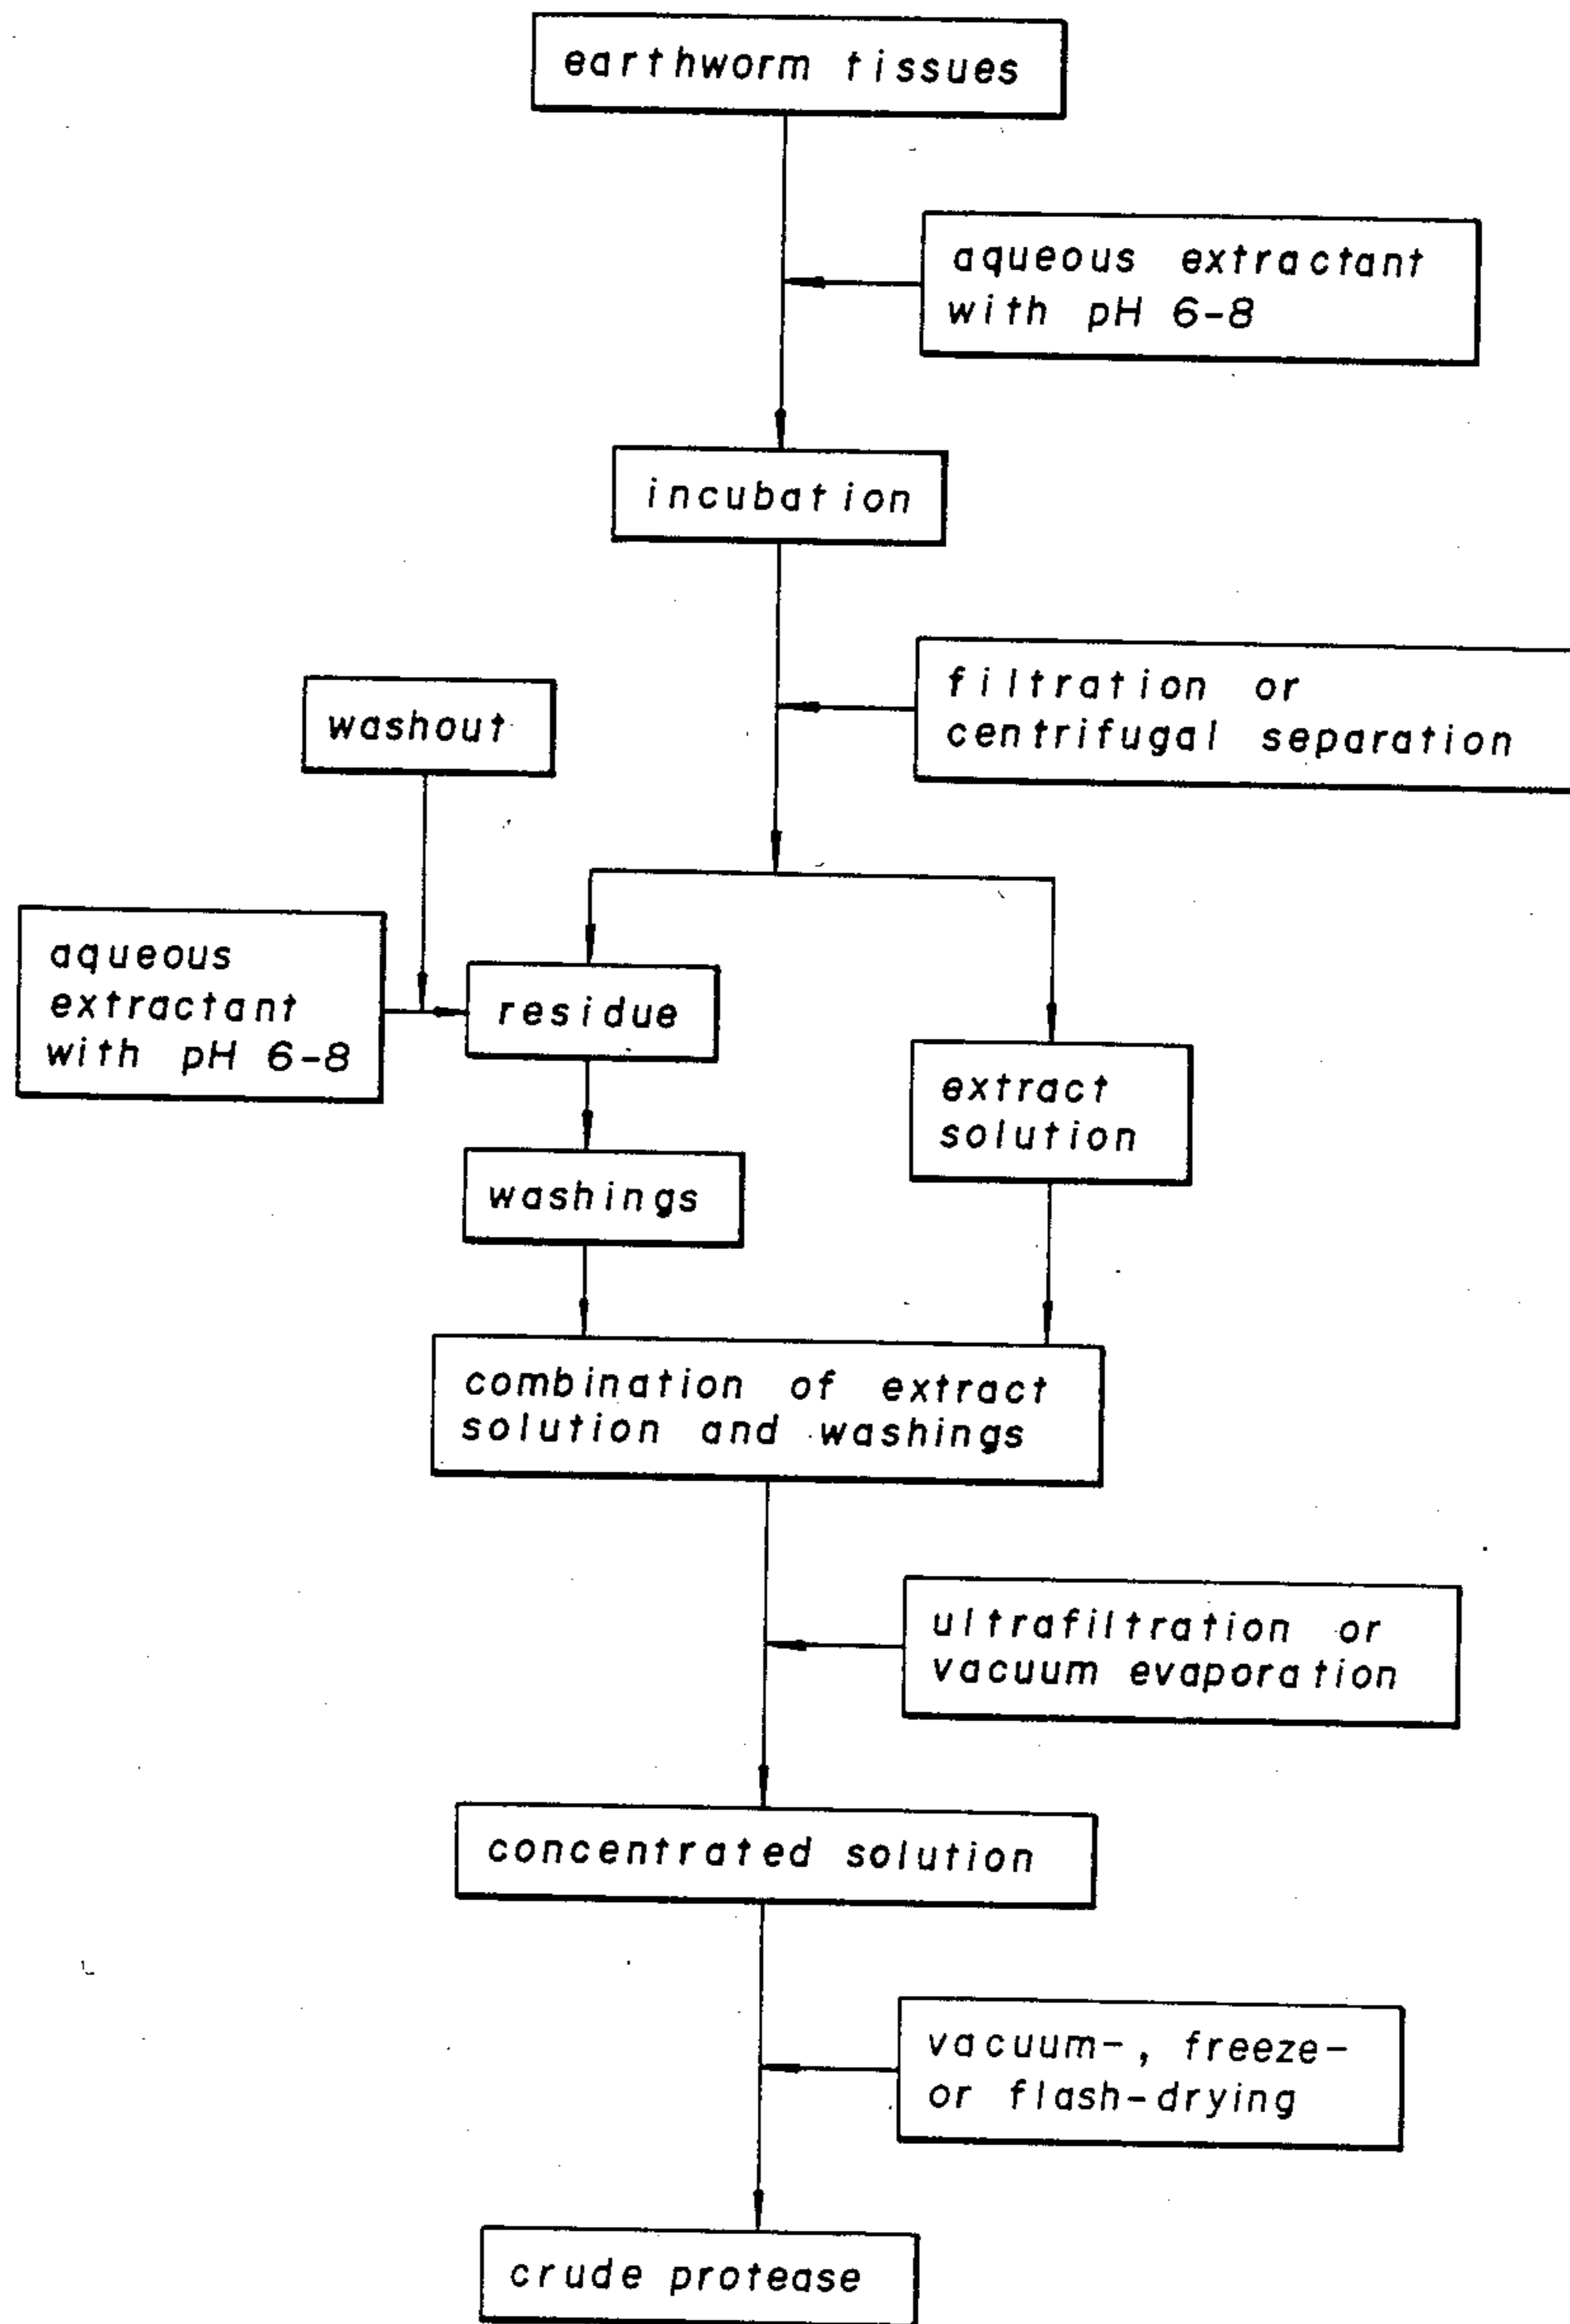 earthworm tissues
aqueous extractant
with pH 6-8
incubation
filtration or
centrifugal separation
washout
aqueous
extractant
with pH 6-8
residue
extract
solution
washings
combination of extract
solution and washings
ultrafiltration or
vacuum evaporation
concentrated solution
vacuum-, freeze-
or flash-drying
crude protease